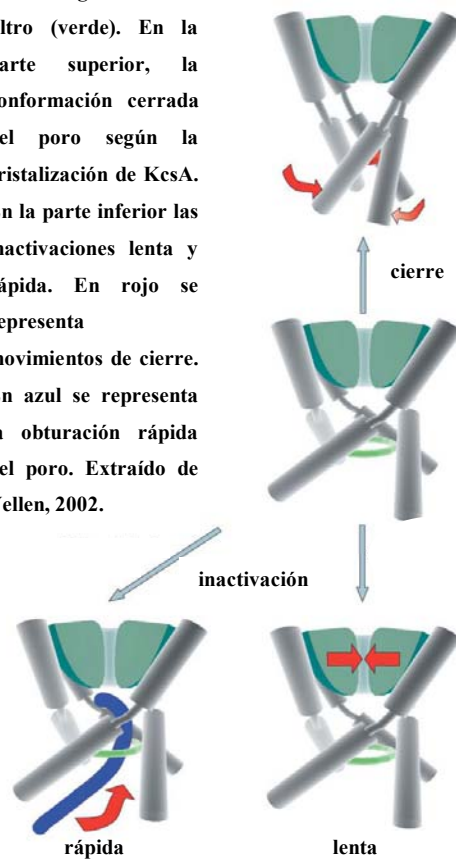 ltro (verde). En la
arte superior, la
onformación cerrada
el poro según la
ristalización de KcsA.
n la parte inferior las
nactivaciones lenta y
ápida. En rojo se
epresenta
ovimientos de cierre.
n azul se representa
a obturación rápida
el poro. Extraído de
ellen, 2002.
cierre
inactivación
rápida
lenta